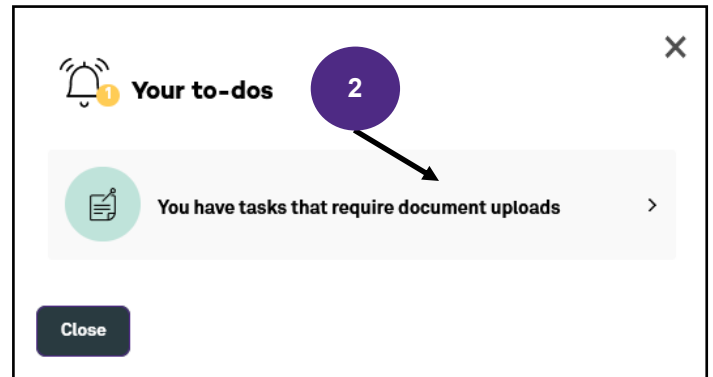 1
Your to-dos
2
You have tasks that require document uploads
Close